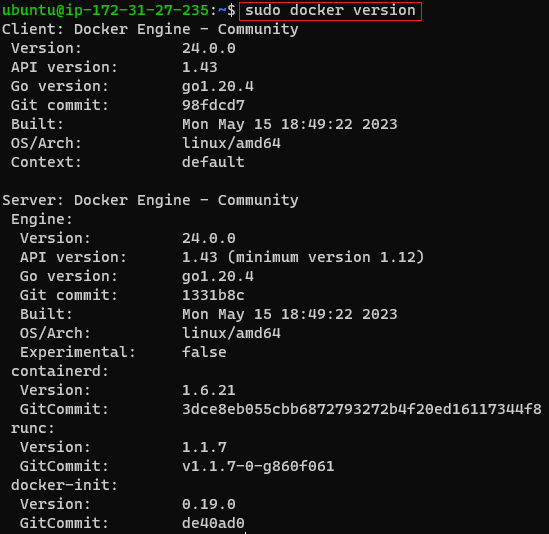 ubuntu@ip-172-31-27-235:~$ sudo docker version
Client: Docker Engine - Community
 Version:           24.0.0
 API version:       1.43
 Go version:        go1.20.4
 Git commit:        98fdcd7
 Built:             Mon May 15 18:49:22 2023
 OS/Arch:           linux/amd64
 Context:           default

Server: Docker Engine - Community
 Engine:
  Version:          24.0.0
  API version:      1.43 (minimum version 1.12)
  Go version:       go1.20.4
  Git commit:       1331b8c
  Built:            Mon May 15 18:49:22 2023
  OS/Arch:          linux/amd64
  Experimental:     false
 containerd:
  Version:          1.6.21
  GitCommit:        3dce8eb055cbb6872793272b4f20ed16117344f8
 runc:
  Version:          1.1.7
  GitCommit:        v1.1.7-0-g860f061
 docker-init:
  Version:          0.19.0
  GitCommit:        de40ad0